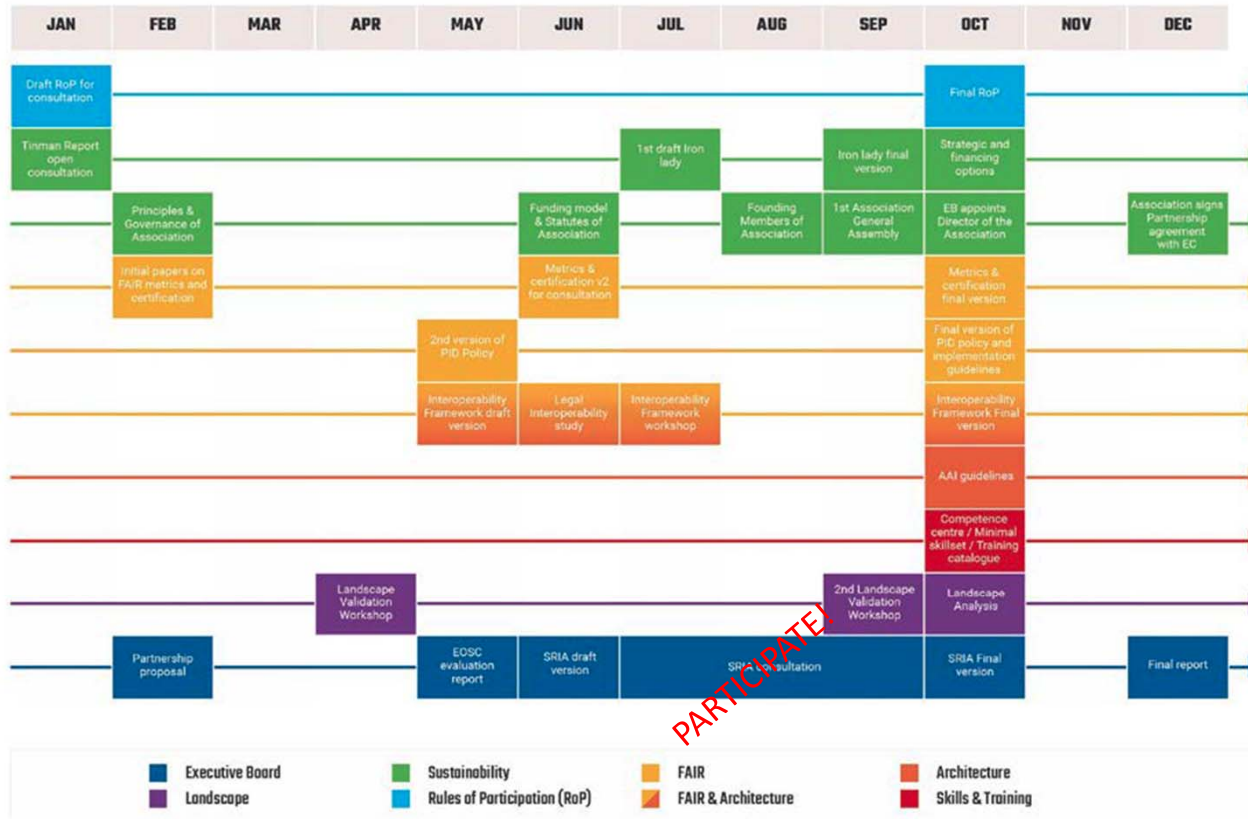 JAN FEB MAR APR MAY JUN JUL AUG SEP OCT NOV DEC
Draft RoP for
consultation
Final RoP
Tinman Report
open
consultation
1st draft Iron
lady
Iron lady final
version
Strategic and
financing
options
Principles &
Governance of
Association
Funding model
& Statutes of
Association
Founding
Members of
Association
1st Association
General
Assembly
EB appoints
Director of the
Association
Association signs
Partnership
agreement
with EC
Initial papers on
FAIR metrics and
certification
Metrics &
certification v2
for consultation
Metrics &
certification
final version
2nd version of
PID Policy
Final version of
PID policy and
implementation
guidelines
Interoperability
Framework draft
version
Legal
Interoperability
study
Interoperability
Framework
workshop
Interoperability
Framework Final
version
AAI guidelines
Competence
centre / Minimal
skillset / Training
catalogue
Landscape
Validation
Workshop
2nd Landscape
Validation
Workshop
Landscape
Analysis
Partnership
proposal
EOSC
evaluation
report
SRIA draft
version
SRIA consultation
PARTICIPATE!
SRIA Final
version
Final report
Executive Board
Sustainability
FAIR
Architecture
Landscape
Rules of Participation (RoP)
FAIR & Architecture
Skills & Training